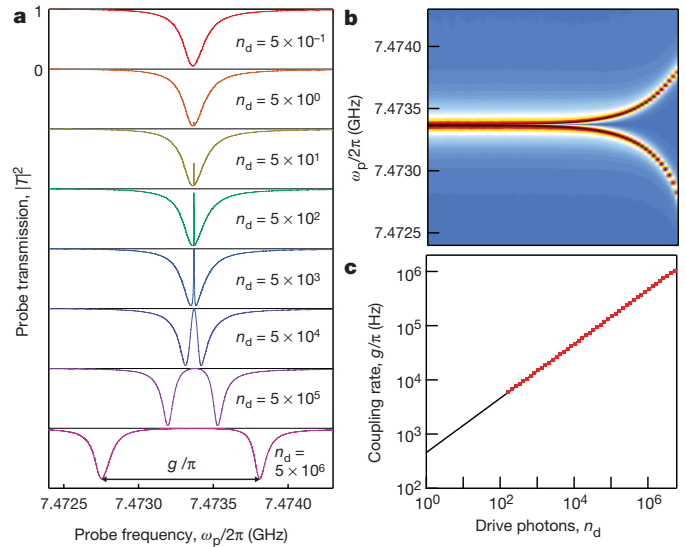 a
1
0
n_d = 5 × 10⁻¹
n_d = 5 × 10⁰
n_d = 5 × 10¹
n_d = 5 × 10²
n_d = 5 × 10³
n_d = 5 × 10⁴
n_d = 5 × 10⁵
n_d =
5 × 10⁶
g/π
Probe transmission, |T|²
7.4725 7.4730 7.4735 7.4740
Probe frequency, ω_p/2π (GHz)
b
7.4740
7.4735
7.4730
7.4725
ω_p/2π (GHz)
c
10⁶
10⁵
10⁴
10³
10²
Coupling rate, g/π (Hz)
10⁰ 10² 10⁴ 10⁶
Drive photons, n_d